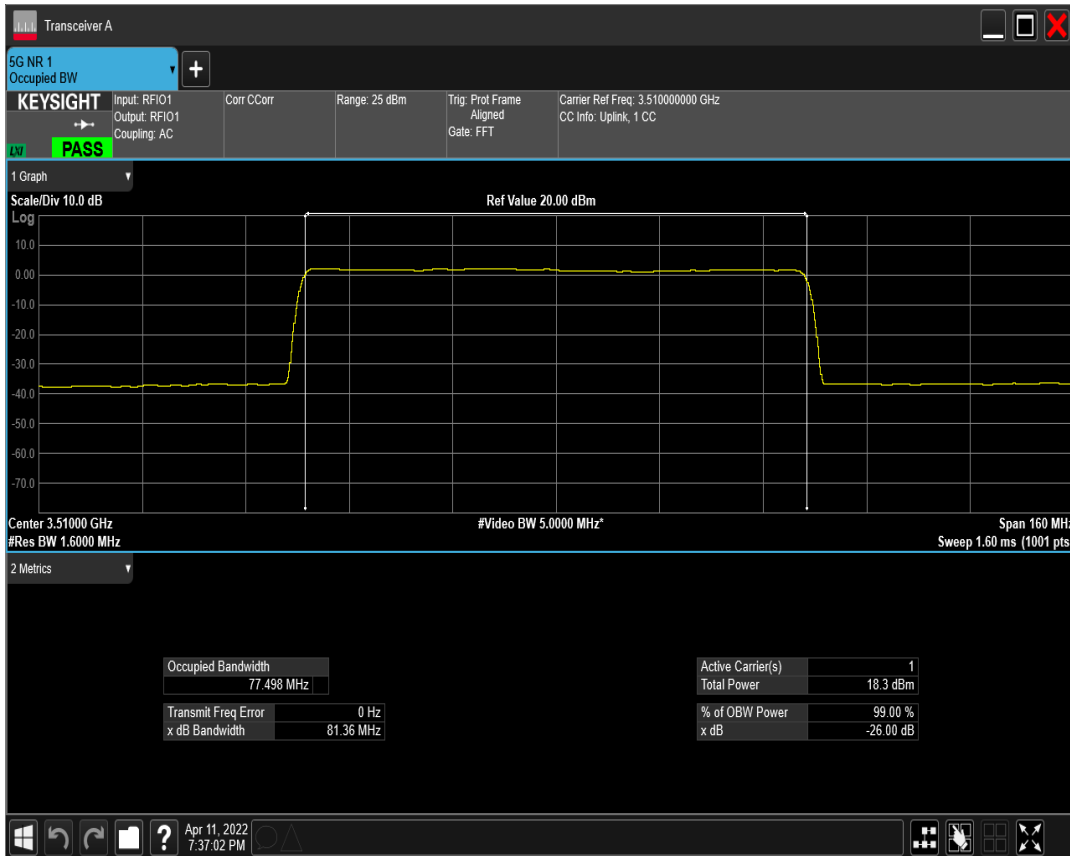 Transceiver A
5G NR 1
Occupied BW
+
KEYSIGHT
LXI
PASS
Input: RFIO1
Output: RFIO1
Coupling: AC
Corr CCorr
Range: 25 dBm
Trig: Prot Frame
Aligned
Gate: FFT
Carrier Ref Freq: 3.510000000 GHz
CC Info: Uplink, 1 CC
1 Graph
Scale/Div 10.0 dB
Ref Value 20.00 dBm
Log
10.0
0.00
-10.0
-20.0
-30.0
-40.0
-50.0
-60.0
-70.0
Center 3.51000 GHz
#Video BW 5.0000 MHz*
Span 160 MHz
#Res BW 1.6000 MHz
Sweep 1.60 ms (1001 pts
2 Metrics
Occupied Bandwidth
77.498 MHz
Transmit Freq Error 0 Hz
x dB Bandwidth 81.36 MHz
Active Carrier(s) 1
Total Power 18.3 dBm
% of OBW Power 99.00 %
x dB -26.00 dB
?
Apr 11, 2022
7:37:02 PM